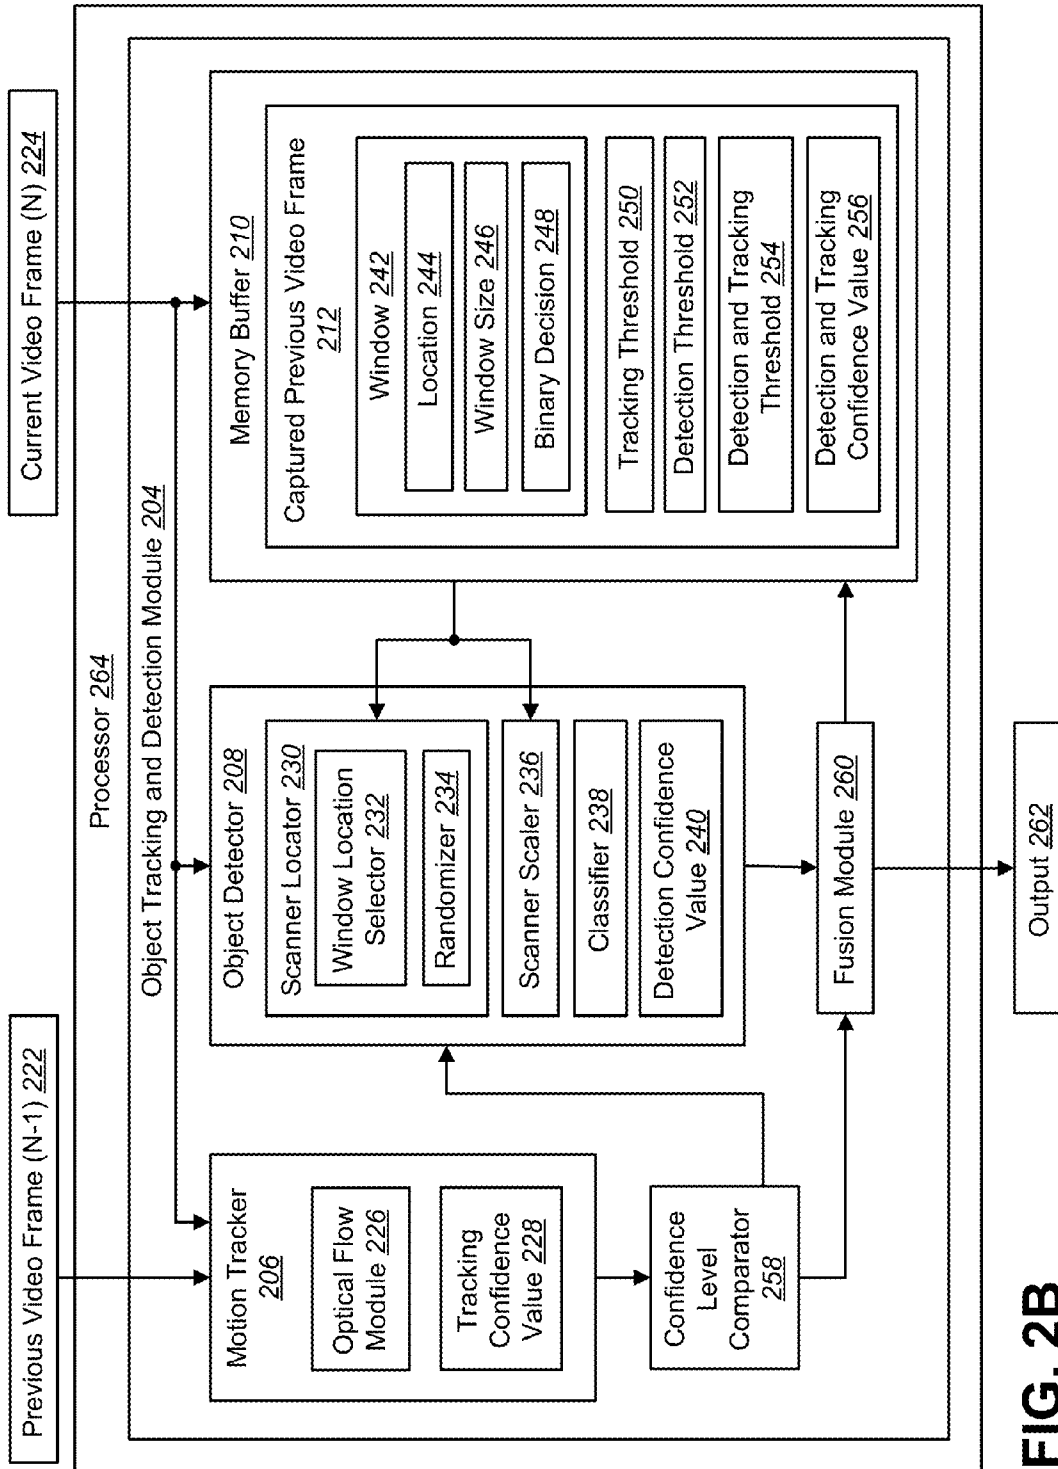 Previous Video Frame (N-1) 222
Current Video Frame (N) 224
Processor 264
Object Tracking and Detection Module 204
Motion Tracker
206
Optical Flow
Module 226
Tracking
Confidence
Value 228
Confidence
Level
Comparator
258
Object Detector 208
Scanner Locator 230
Window Location
Selector 232
Randomizer 234
Scanner Scaler 236
Classifier 238
Detection Confidence
Value 240
Fusion Module 260
Memory Buffer 210
Captured Previous Video Frame
212
Window 242
Location 244
Window Size 246
Binary Decision 248
Tracking Threshold 250
Detection Threshold 252
Detection and Tracking
Threshold 254
Detection and Tracking
Confidence Value 256
Output 262
FIG. 2B